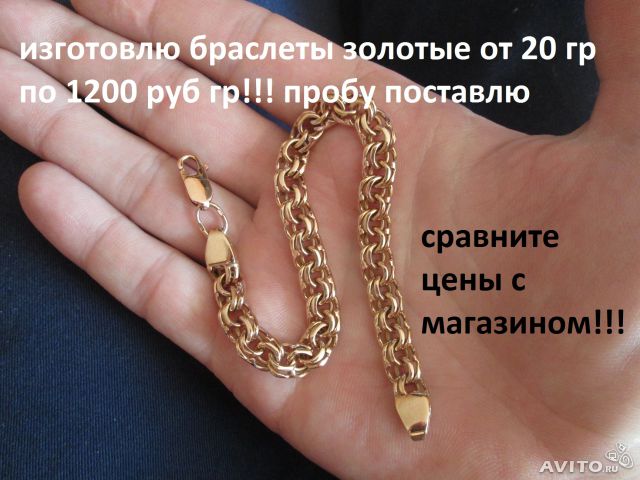 изготовлю браслеты золотые от 20 гр
по 1200 руб гр!!! пробу поставлю
сравните
цены с
магазином!!!
AVITO.RU